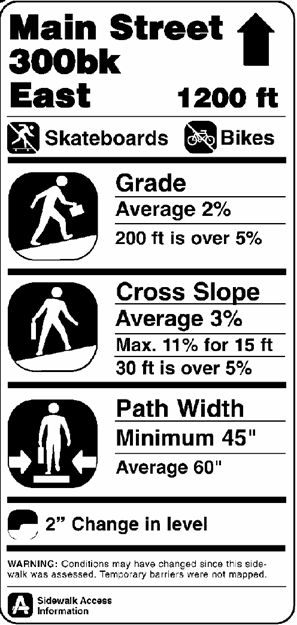 Main Street
300bk
East 1200 ft
Skateboards Bikes
Grade
Average 2%
200 ft is over 5%
Cross Slope
Average 3%
Max. 11% for 15 ft
30 ft is over 5%
Path Width
Minimum 45"
Average 60"
2” Change in level
WARNING: Conditions may have changed since this side-
walk was assessed. Temporary barriers were not mapped.
A Sidewalk Access
Information